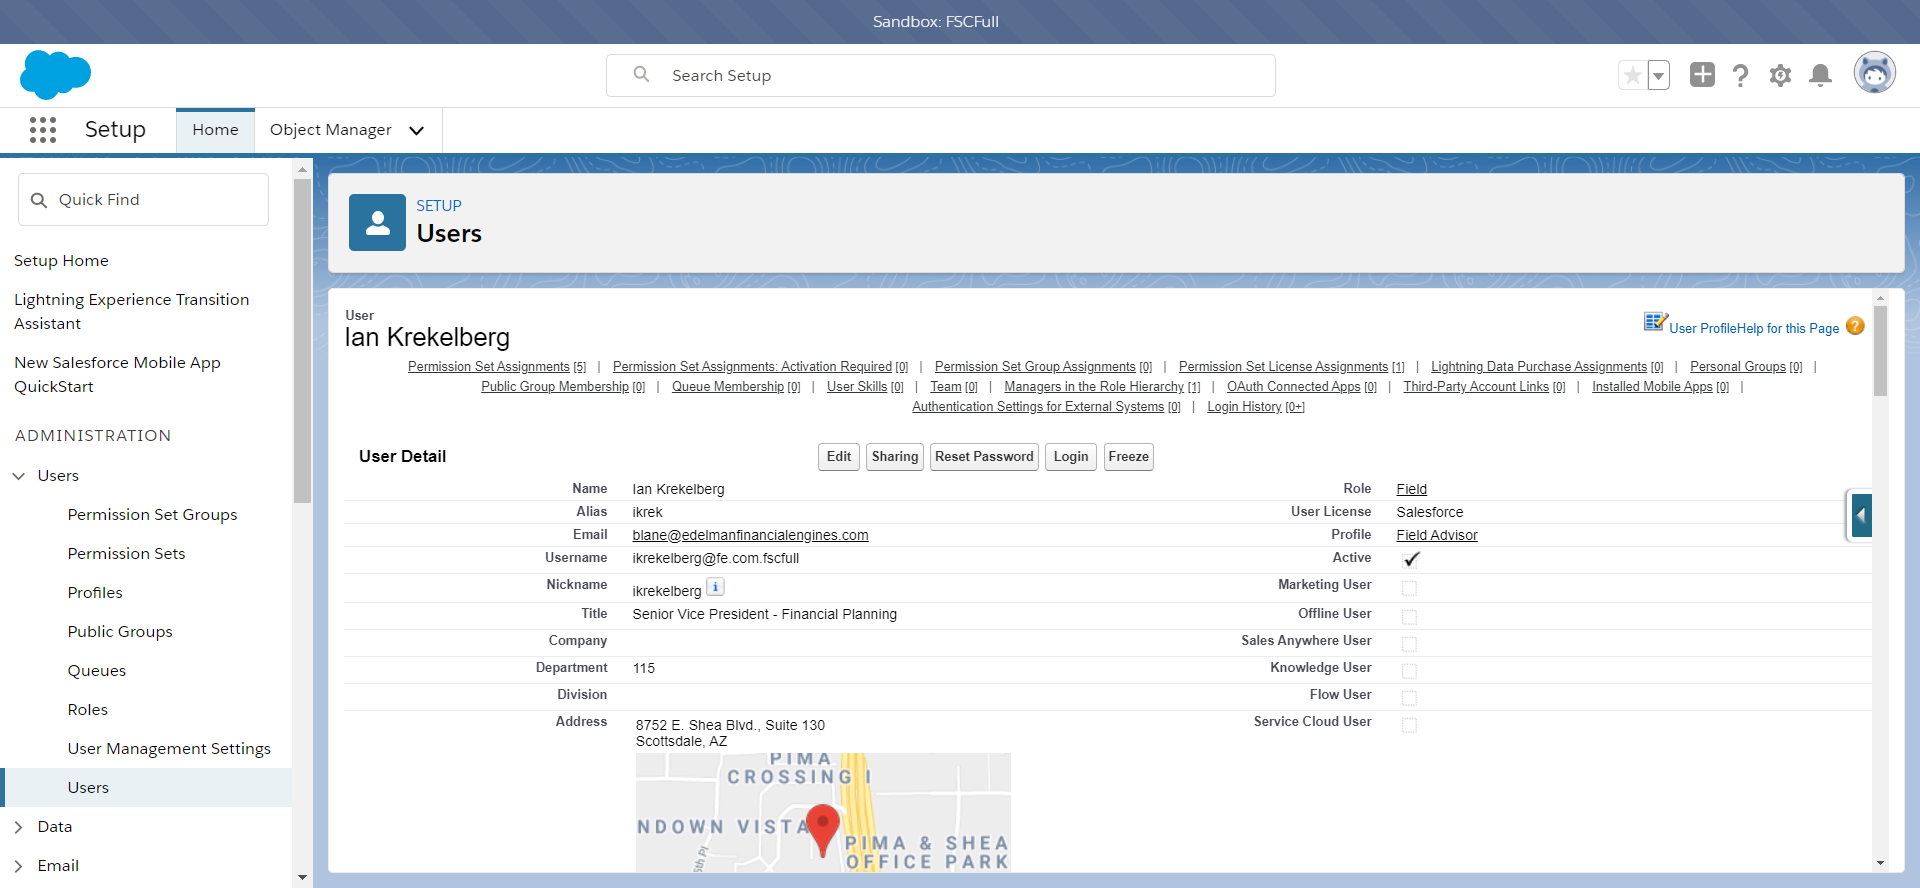 Sandbox: FSCFull
Search Setup
Setup
Home
Object Manager
Quick Find
Setup Home
Lightning Experience Transition
Assistant
New Salesforce Mobile App
QuickStart
ADMINISTRATION
Users
Permission Set Groups
Permission Sets
Profiles
Public Groups
Queues
Roles
User Management Settings
Users
Data
Email
SETUP
Users
User
Ian Krekelberg
User Profile Help for this Page ?
Permission Set Assignments [5] | Permission Set Assignments: Activation Required [0] | Permission Set Group Assignments [0] | Permission Set License Assignments [1] | Lightning Data Purchase Assignments [0] | Personal Groups [0] |
Public Group Membership [0] | Queue Membership [0] | User Skills [0] | Team [0] | Managers in the Role Hierarchy [1] | OAuth Connected Apps [0] | Third-Party Account Links [0] | Installed Mobile Apps [0] |
Authentication Settings for External Systems [0] | Login History [0+]
User Detail
Edit Sharing Reset Password Login Freeze
Name Ian Krekelberg
Role Field
Alias ikrek
User License Salesforce
Email blane@edelmanfinancialengines.com
Profile Field Advisor
Username ikrekelberg@fe.com.fscfull
Active
Nickname ikrekelberg i
Marketing User
Title Senior Vice President - Financial Planning
Offline User
Company
Sales Anywhere User
Department 115
Knowledge User
Division
Flow User
Address 8752 E. Shea Blvd., Suite 130
Scottsdale, AZ
Service Cloud User
PIMA
CROSSING I
NDOWN VISTA
PIMA & SHEA
OFFICE PARK
5th Pl